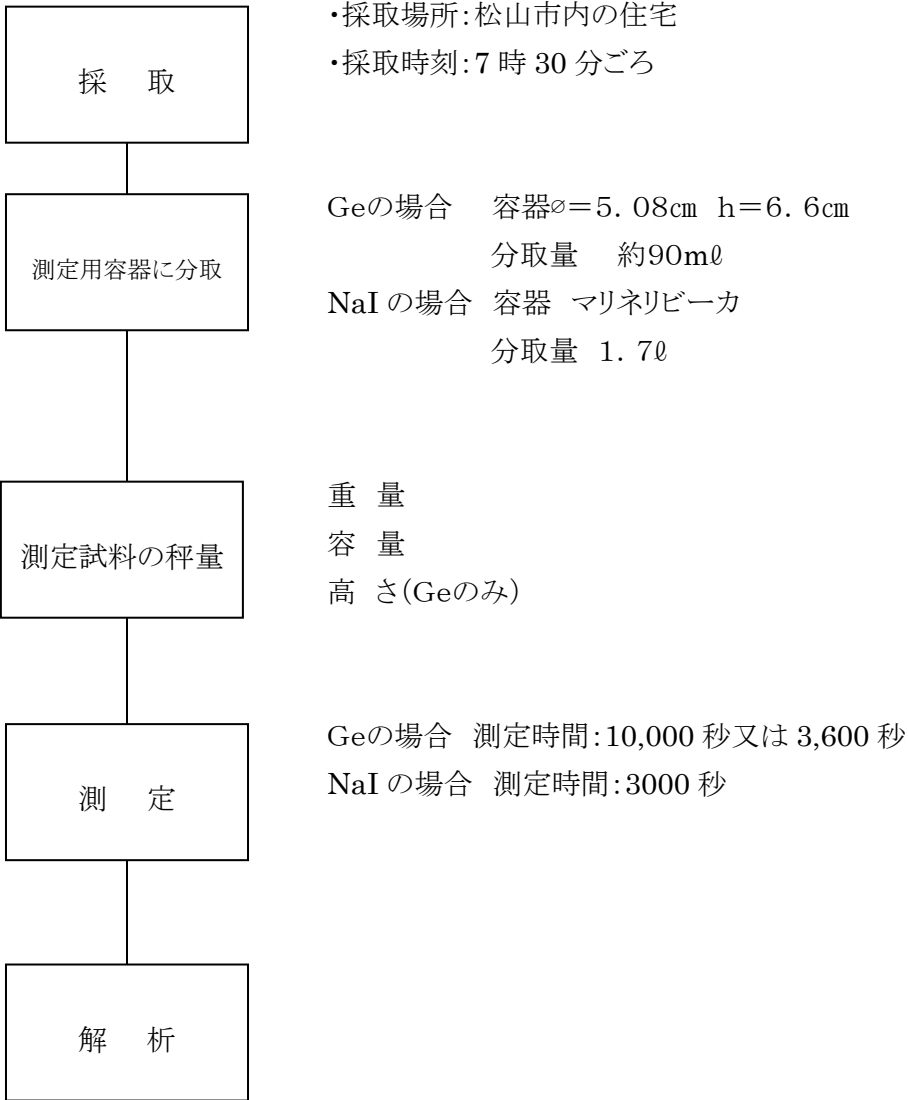 ・採取場所:松山市内の住宅
・採取時刻:7 時 30 分ごろ
採 取
Geの場合 容器∅=5.08㎝ h=6.6㎝
分取量 約90mℓ
測定用容器に分取
NaI の場合 容器 マリネリビーカ
分取量 1.7ℓ
重 量
容 量
測定試料の秤量
高 さ(Geのみ)
Geの場合 測定時間:10,000 秒又は 3,600 秒
NaI の場合 測定時間:3000 秒
測 定
解 析